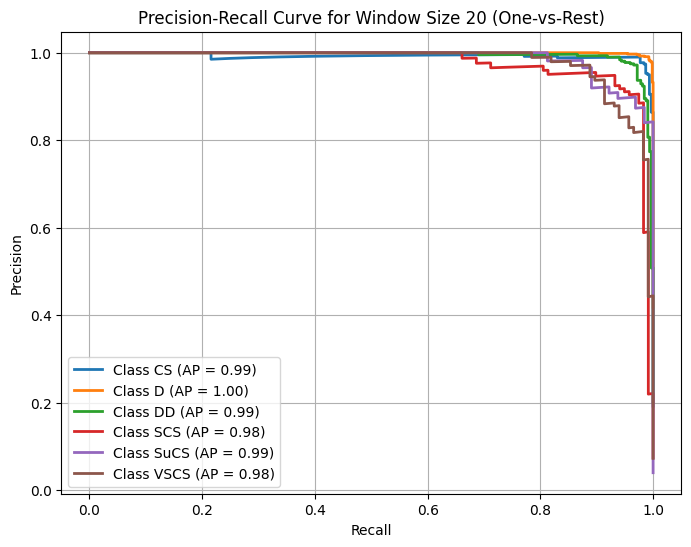 Precision-Recall Curve for Window Size 20 (One-vs-Rest)
Precision
1.0
0.8
0.6
0.4
0.2
0.0
Class CS (AP = 0.99)
Class D (AP = 1.00)
Class DD (AP = 0.99)
Class SCS (AP = 0.98)
Class SuCS (AP = 0.99)
Class VSCS (AP = 0.98)
0.0 0.2 0.4 0.6 0.8 1.0
Recall